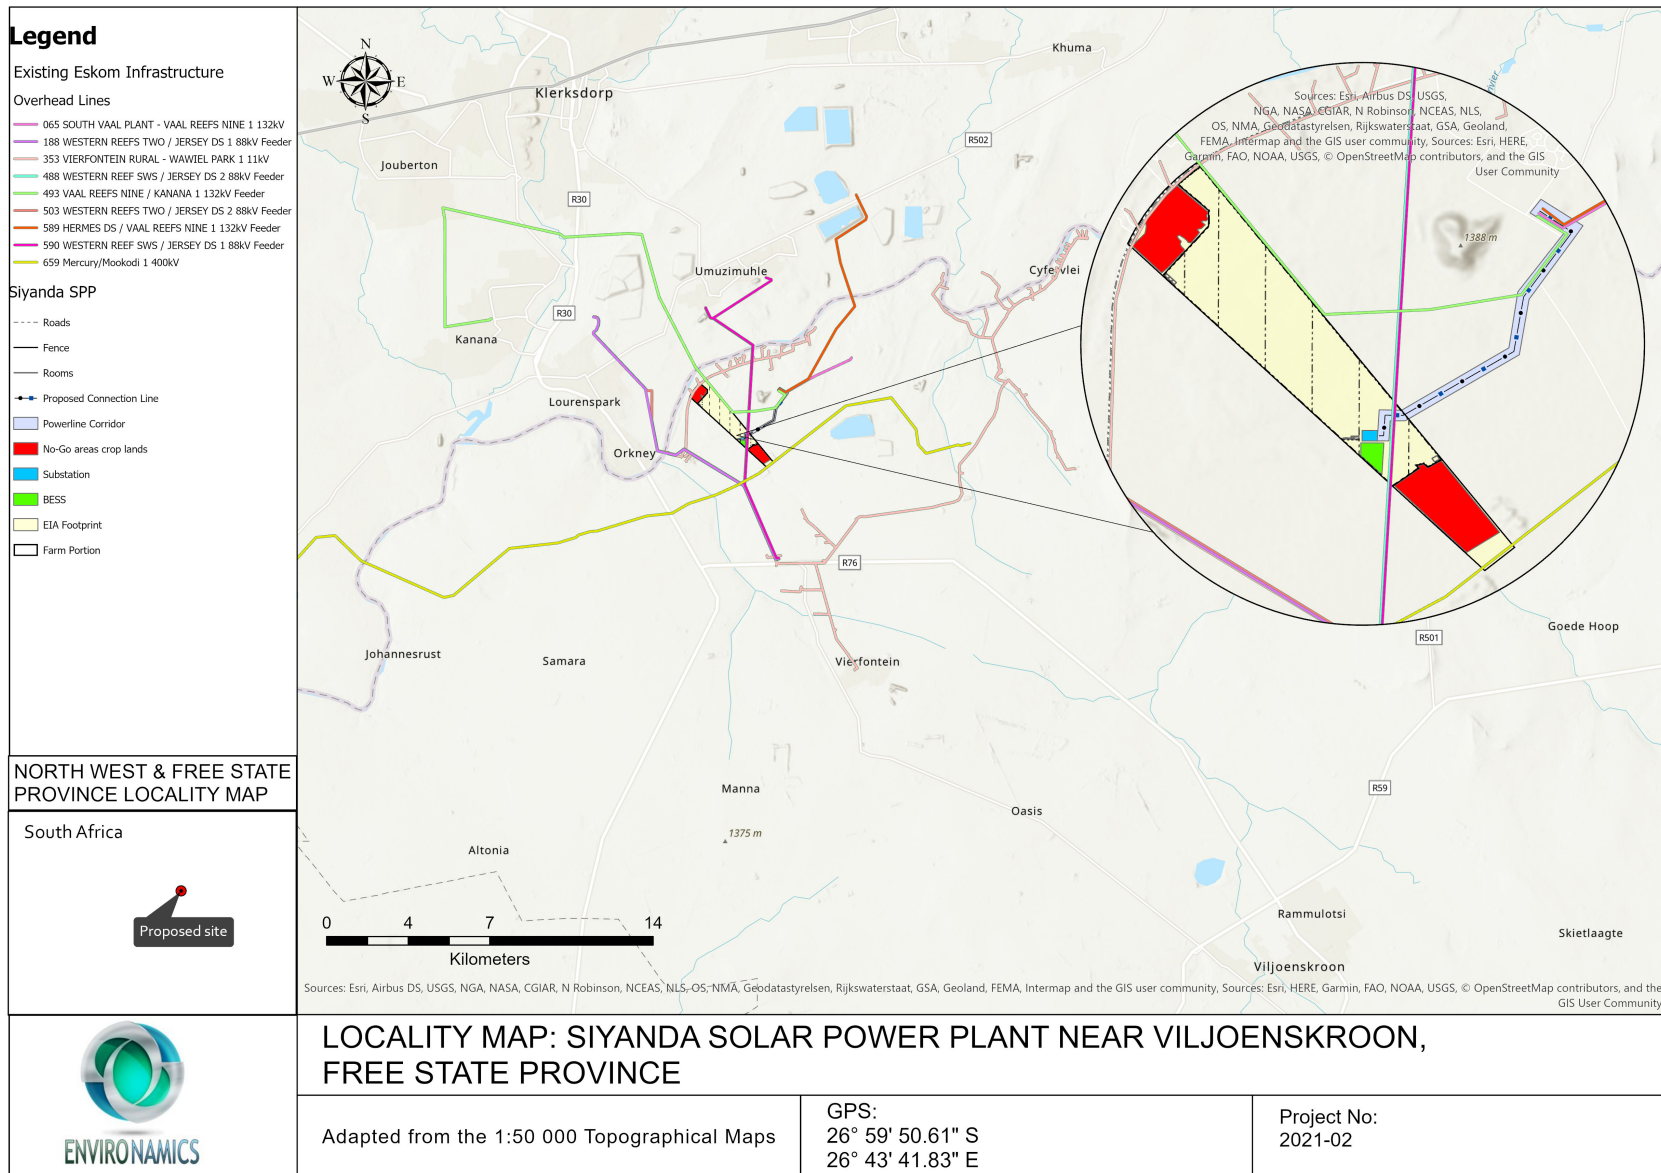 Legend
Existing Eskom Infrastructure
Overhead Lines
065 SOUTH VAAL PLANT - VAAL REEFS NINE 1 132kV
188 WESTERN REEFS TWO / JERSEY DS 1 88kV Feeder
353 VIERFONTEIN RURAL - WAWIEL PARK 1 11kV
488 WESTERN REEF SWS / JERSEY DS 2 88kV Feeder
493 VAAL REEFS NINE / KANANA 1 132kV Feeder
503 WESTERN REEFS TWO / JERSEY DS 2 88kV Feeder
589 HERMES DS / VAAL REEFS NINE 1 132kV Feeder
590 WESTERN REEF SWS / JERSEY DS 1 88kV Feeder
659 Mercury/Mookodi 1 400kV
Siyanda SPP
Roads
Fence
Rooms
Proposed Connection Line
Powerline Corridor
No-Go areas crop lands
Substation
BESS
EIA Footprint
Farm Portion
NORTH WEST & FREE STATE
PROVINCE LOCALITY MAP
South Africa
Proposed site
ENVIRONAMICS
N
W
E
S
Khuma
Klerksdorp
R502
Jouberton
R30
Umuzimuhle
Cyfervlei
R30
Kanana
Lourenspark
Orkney
R76
Johannesrust
Samara
Vierfontein
R501
Goede Hoop
Manna
R59
Oasis
1375 m
Altonia
Rammulotsi
Skietlaagte
Viljoenskroon
Sources: Esri, Airbus DS, USGS,
NGA, NASA, CGIAR, N Robinson, NCEAS, NLS,
OS, NMA, Geodatastyrelsen, Rijkswaterstaat, GSA, Geoland,
FEMA, Intermap and the GIS user community, Sources: Esri, HERE,
Garmin, FAO, NOAA, USGS, © OpenStreetMap contributors, and the GIS
User Community
1388 m
0 4 7 14
Kilometers
Sources: Esri, Airbus DS, USGS, NGA, NASA, CGIAR, N Robinson, NCEAS, NLS, OS, NMA, Geodatastyrelsen, Rijkswaterstaat, GSA, Geoland, FEMA, Intermap and the GIS user community, Sources: Esri, HERE, Garmin, FAO, NOAA, USGS, © OpenStreetMap contributors, and the
GIS User Community
LOCALITY MAP: SIYANDA SOLAR POWER PLANT NEAR VILJOENSKROON,
FREE STATE PROVINCE
Adapted from the 1:50 000 Topographical Maps
GPS:
26° 59' 50.61" S
26° 43' 41.83" E
Project No:
2021-02